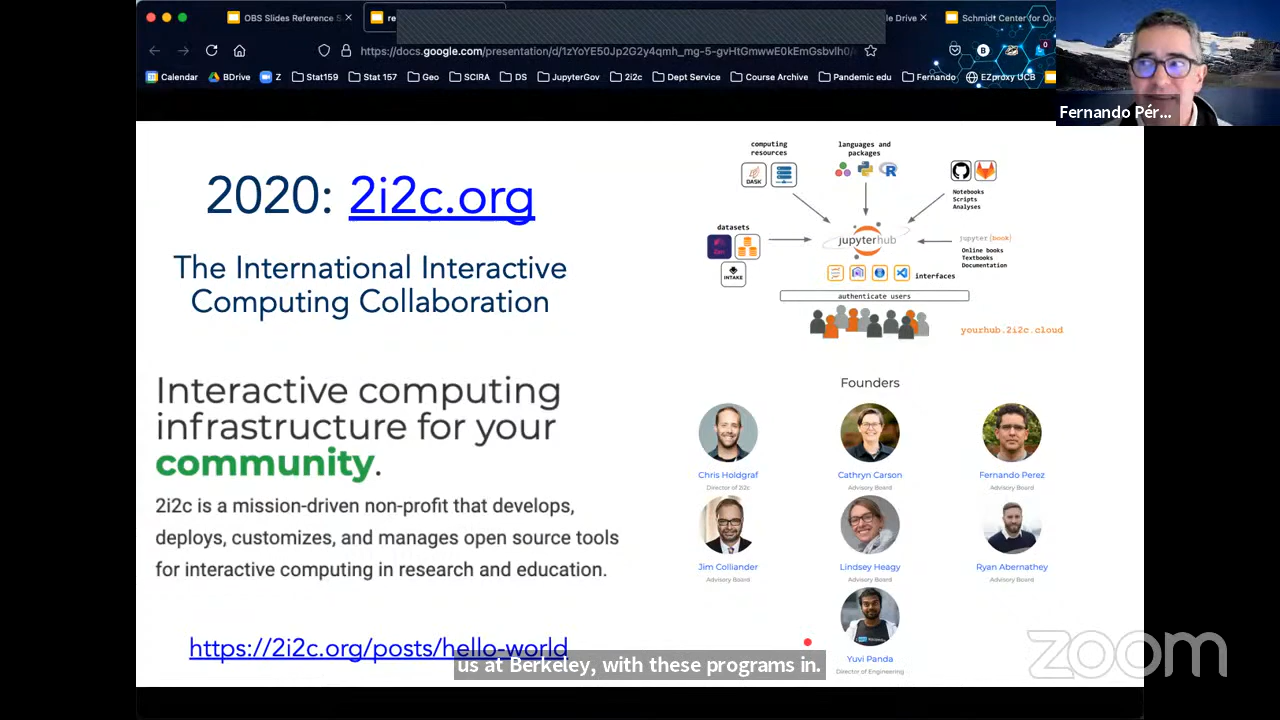 OBS Slides Reference S
re
le Drive
Schmidt Center for Op
https://docs.google.com/presentation/d/1zYoYE50Jp2G2y4qmh_mg-5-gvHtGmwwE0kEmGsbvlh0/
Calendar BDrive Z Stat159 Stat 157 Geo SCIRA DS JupyterGov 2i2c Dept Service Course Archive Pandemic edu Fernando EZproxy UCB
Fernando Pér...
2020: 2i2c.org
The International Interactive
Computing Collaboration
Interactive computing
infrastructure for your
community.
2i2c is a mission-driven non-profit that develops,
deploys, customizes, and manages open source tools
for interactive computing in research and education.
https://2i2c.org/posts/hello-world
computing
resources
DASK
languages and
packages
R
Notebooks
Scripts
Analyses
datasets
INTAKE
jupyterhub
jupyter {book}
Online books
Textbooks
Documentation
interfaces
authenticate users
yourhub.2i2c.cloud
Founders
Chris Holdgraf
Director of 2i2c
Cathryn Carson
Advisory Board
Fernando Perez
Advisory Board
Jim Colliander
Advisory Board
Lindsey Heagy
Advisory Board
Ryan Abernathey
Advisory Board
Yuvi Panda
Director of Engineering
us at Berkeley, with these programs in.
zoom